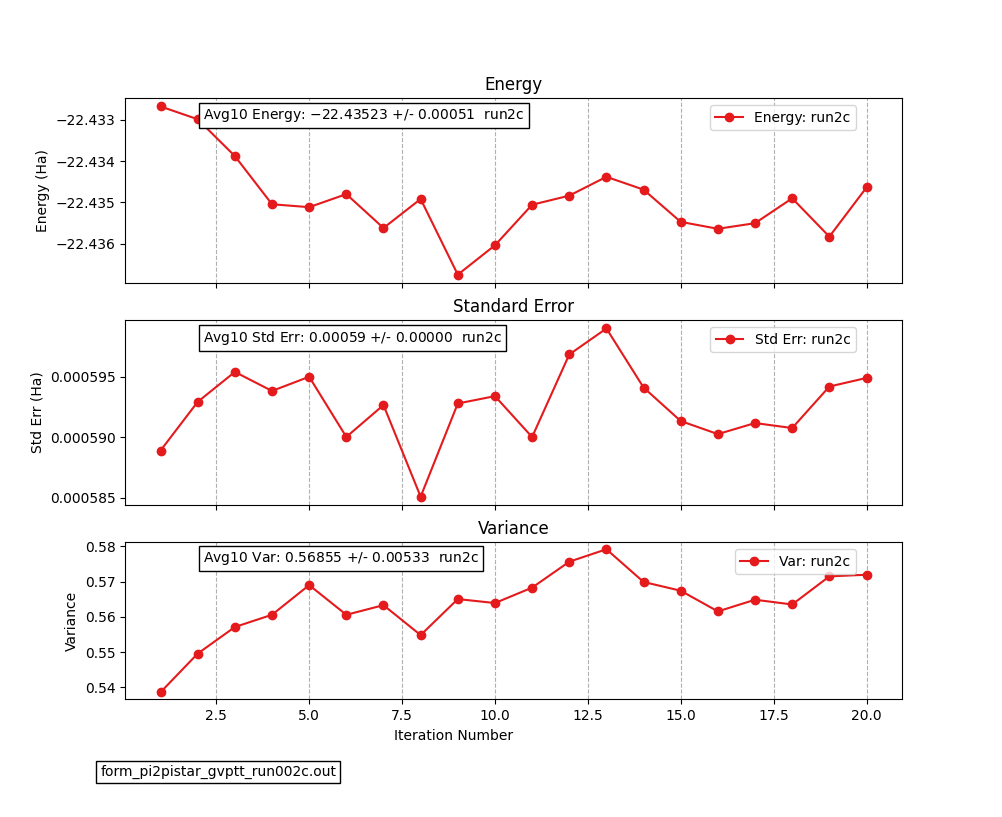 Energy
Avg10 Energy: −22.43523 +/- 0.00051 run2c
Energy: run2c
−22.433
−22.434
−22.435
−22.436
Energy (Ha)
Standard Error
Avg10 Std Err: 0.00059 +/- 0.00000 run2c
Std Err: run2c
0.000595
0.000590
0.000585
Std Err (Ha)
Variance
Avg10 Var: 0.56855 +/- 0.00533 run2c
Var: run2c
0.58
0.57
0.56
0.55
0.54
Variance
2.5 5.0 7.5 10.0 12.5 15.0 17.5 20.0
Iteration Number
form_pi2pistar_gvptt_run002c.out